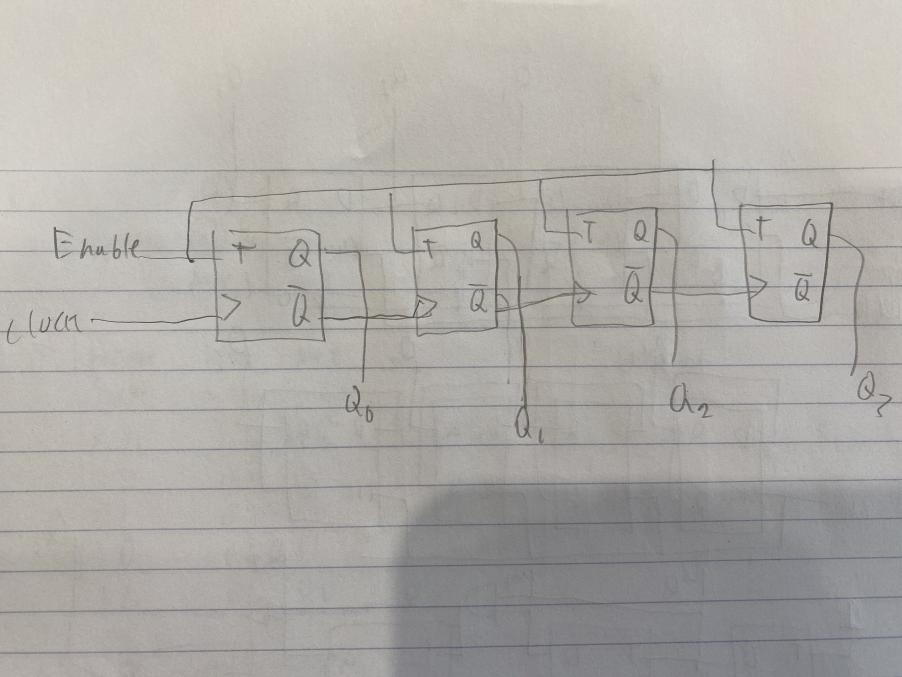 Enable T Q T Q T Q T Q
Clock Q̅ Q̅ Q̅ Q̅
Q0 Q1 Q2 Q3